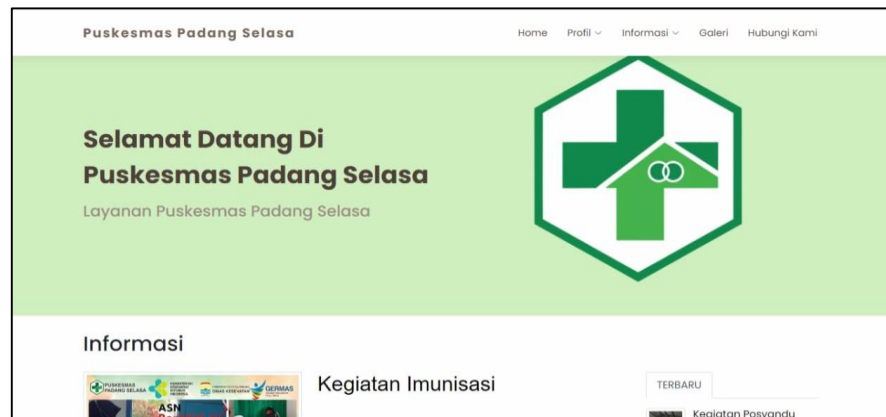 Puskesmas Padang Selasa
Home Profil Informasi Galeri Hubungi Kami
Selamat Datang Di
Puskesmas Padang Selasa
Layanan Puskesmas Padang Selasa
Informasi
PUSKESMAS
PADANG SELASA
GERMAS
ASN
Kegiatan Imunisasi
TERBARU
Kegiatan Posyandu